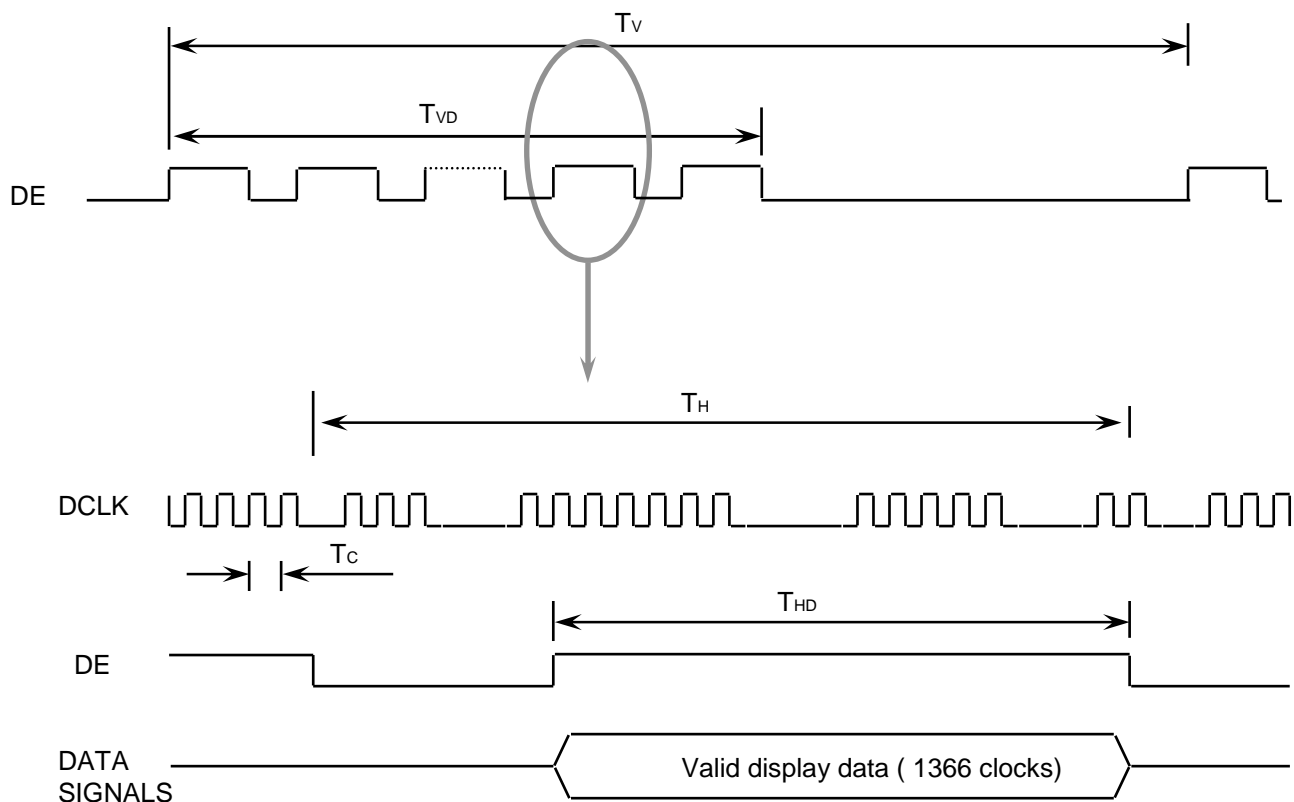 TV
TVD
DE
TH
DCLK
TC
THD
DE
DATA
SIGNALS
Valid display data ( 1366 clocks)